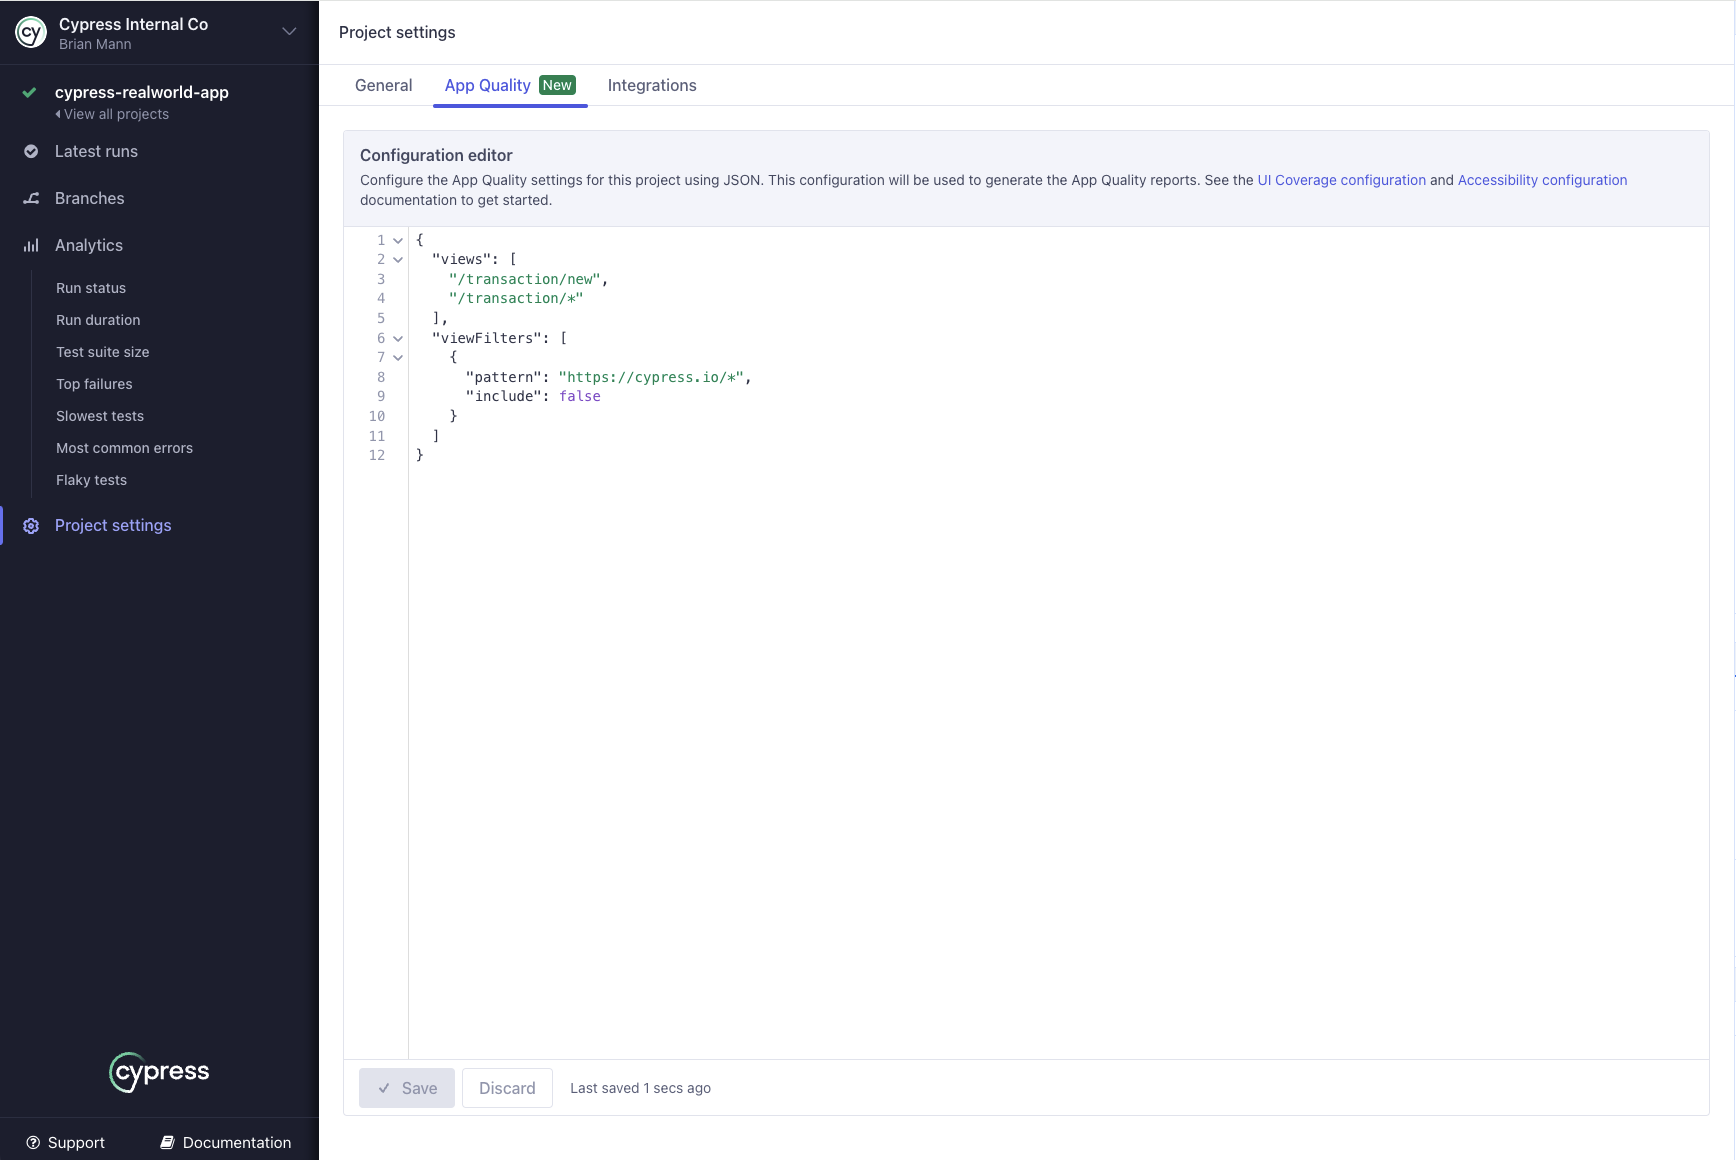 cy
Cypress Internal Co
Brian Mann
cypress-realworld-app
View all projects
Latest runs
Branches
Analytics
Run status
Run duration
Test suite size
Top failures
Slowest tests
Most common errors
Flaky tests
Project settings
cypress
Support
Documentation
Project settings
General
App Quality New
Integrations
Configuration editor
Configure the App Quality settings for this project using JSON. This configuration will be used to generate the App Quality reports. See the UI Coverage configuration and Accessibility configuration
documentation to get started.
1 {
2 "views": [
3 "/transaction/new",
4 "/transaction/*"
5 ],
6 "viewFilters": [
7 {
8 "pattern": "https://cypress.io/*",
9 "include": false
10 }
11 ]
12 }
Save
Discard
Last saved 1 secs ago